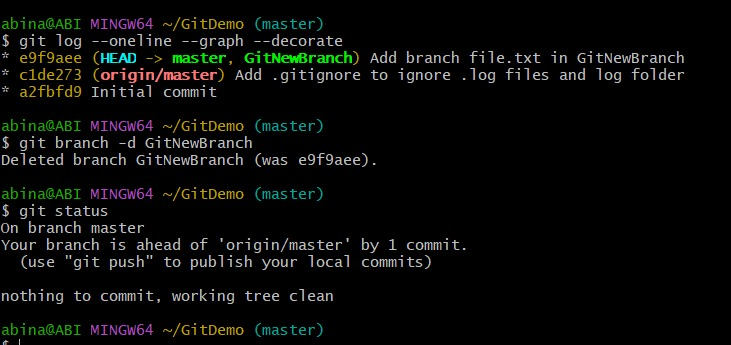 abina@ABI MINGW64 ~/GitDemo (master)
$ git log --oneline --graph --decorate
* e9f9aee (HEAD -> master, GitNewBranch) Add branch file.txt in GitNewBranch
* c1de273 (origin/master) Add .gitignore to ignore .log files and log folder
* a2fbfd9 Initial commit
abina@ABI MINGW64 ~/GitDemo (master)
$ git branch -d GitNewBranch
Deleted branch GitNewBranch (was e9f9aee).
abina@ABI MINGW64 ~/GitDemo (master)
$ git status
On branch master
Your branch is ahead of 'origin/master' by 1 commit.
  (use "git push" to publish your local commits)
nothing to commit, working tree clean
abina@ABI MINGW64 ~/GitDemo (master)
$